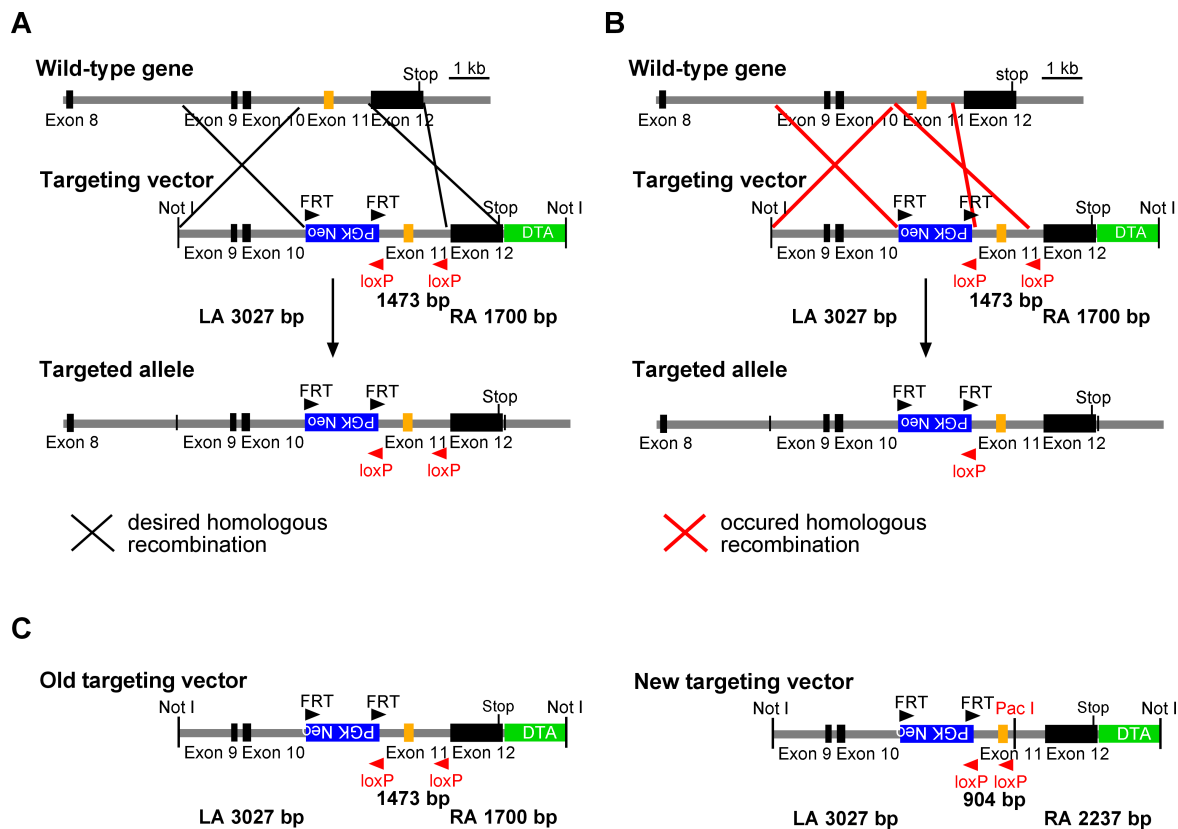 A
Wild-type gene
Stop
1 kb
Exon 8
Exon 9
Exon 10
Exon 11
Exon 12
Targeting vector
Not I
FRT
FRT
Stop
Not I
PGK Neo
DTA
Exon 9
Exon 10
Exon 11
Exon 12
loxP
loxP
1473 bp
LA 3027 bp
RA 1700 bp
Targeted allele
FRT
FRT
Stop
PGK Neo
Exon 8
Exon 9
Exon 10
Exon 11
Exon 12
loxP
loxP
desired homologous
recombination
B
Wild-type gene
stop
1 kb
Exon 8
Exon 9
Exon 10
Exon 11
Exon 12
Targeting vector
Not I
FRT
FRT
Stop
Not I
PGK Neo
DTA
Exon 9
Exon 10
Exon 11
Exon 12
loxP
loxP
1473 bp
LA 3027 bp
RA 1700 bp
Targeted allele
FRT
FRT
Stop
PGK Neo
Exon 8
Exon 9
Exon 10
Exon 11
Exon 12
loxP
occured homologous
recombination
C
Old targeting vector
Not I
FRT
FRT
Stop
Not I
PGK Neo
DTA
Exon 9
Exon 10
Exon 11
Exon 12
loxP
loxP
1473 bp
LA 3027 bp
RA 1700 bp
New targeting vector
Not I
FRT
FRT
Pac I
Stop
Not I
PGK Neo
DTA
Exon 9
Exon 10
Exon 11
Exon 12
loxP
loxP
904 bp
LA 3027 bp
RA 2237 bp